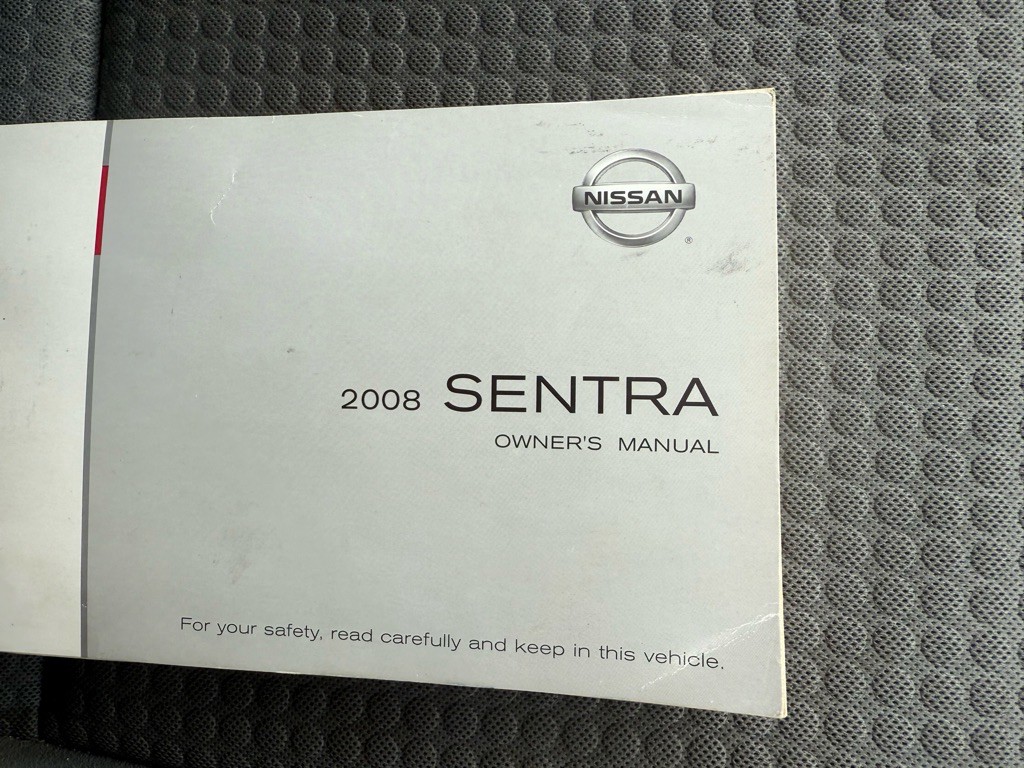 NISSAN
®
2008 SENTRA
OWNER'S MANUAL
For your safety, read carefully and keep in this vehicle.